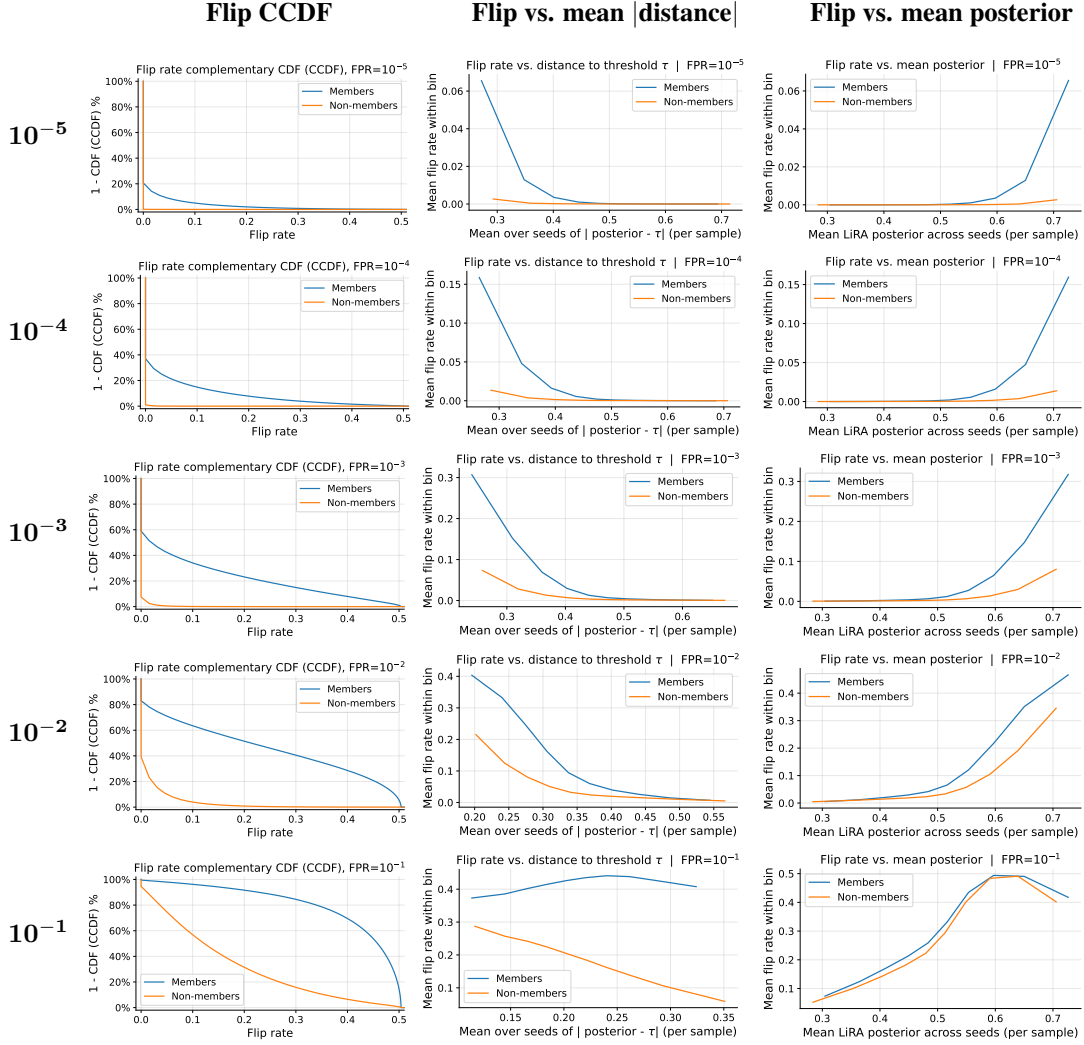 Flip CCDF
Flip vs. mean |distance|
Flip vs. mean posterior
10⁻⁵
Flip rate complementary CDF (CCDF), FPR=10⁻⁵
1 - CDF (CCDF) %
100%
80%
60%
40%
20%
0%
Members
Non-members
0.0 0.1 0.2 0.3 0.4 0.5
Flip rate
Flip rate vs. distance to threshold τ | FPR=10⁻⁵
Mean flip rate within bin
0.06
0.04
0.02
0.00
Members
Non-members
0.3 0.4 0.5 0.6 0.7
Mean over seeds of | posterior - τ| (per sample)
Flip rate vs. mean posterior | FPR=10⁻⁵
Mean flip rate within bin
0.06
0.04
0.02
0.00
Members
Non-members
0.3 0.4 0.5 0.6 0.7
Mean LiRA posterior across seeds (per sample)
10⁻⁴
Flip rate complementary CDF (CCDF), FPR=10⁻⁴
1 - CDF (CCDF) %
100%
80%
60%
40%
20%
0%
Members
Non-members
0.0 0.1 0.2 0.3 0.4 0.5
Flip rate
Flip rate vs. distance to threshold τ | FPR=10⁻⁴
Mean flip rate within bin
0.15
0.10
0.05
0.00
Members
Non-members
0.3 0.4 0.5 0.6 0.7
Mean over seeds of | posterior - τ| (per sample)
Flip rate vs. mean posterior | FPR=10⁻⁴
Mean flip rate within bin
0.15
0.10
0.05
0.00
Members
Non-members
0.3 0.4 0.5 0.6 0.7
Mean LiRA posterior across seeds (per sample)
10⁻³
Flip rate complementary CDF (CCDF), FPR=10⁻³
1 - CDF (CCDF) %
100%
80%
60%
40%
20%
0%
Members
Non-members
0.0 0.1 0.2 0.3 0.4 0.5
Flip rate
Flip rate vs. distance to threshold τ | FPR=10⁻³
Mean flip rate within bin
0.3
0.2
0.1
0.0
Members
Non-members
0.3 0.4 0.5 0.6
Mean over seeds of | posterior - τ| (per sample)
Flip rate vs. mean posterior | FPR=10⁻³
Mean flip rate within bin
0.3
0.2
0.1
0.0
Members
Non-members
0.3 0.4 0.5 0.6 0.7
Mean LiRA posterior across seeds (per sample)
10⁻²
Flip rate complementary CDF (CCDF), FPR=10⁻²
1 - CDF (CCDF) %
100%
80%
60%
40%
20%
0%
Members
Non-members
0.0 0.1 0.2 0.3 0.4 0.5
Flip rate
Flip rate vs. distance to threshold τ | FPR=10⁻²
Mean flip rate within bin
0.4
0.3
0.2
0.1
0.0
Members
Non-members
0.20 0.25 0.30 0.35 0.40 0.45 0.50 0.55
Mean over seeds of | posterior - τ| (per sample)
Flip rate vs. mean posterior | FPR=10⁻²
Mean flip rate within bin
0.4
0.3
0.2
0.1
0.0
Members
Non-members
0.3 0.4 0.5 0.6 0.7
Mean LiRA posterior across seeds (per sample)
10⁻¹
Flip rate complementary CDF (CCDF), FPR=10⁻¹
1 - CDF (CCDF) %
100%
80%
60%
40%
20%
0%
Members
Non-members
0.0 0.1 0.2 0.3 0.4 0.5
Flip rate
Flip rate vs. distance to threshold τ | FPR=10⁻¹
Mean flip rate within bin
0.4
0.3
0.2
0.1
Members
Non-members
0.15 0.20 0.25 0.30 0.35
Mean over seeds of | posterior - τ| (per sample)
Flip rate vs. mean posterior | FPR=10⁻¹
Mean flip rate within bin
0.5
0.4
0.3
0.2
0.1
Members
Non-members
0.3 0.4 0.5 0.6 0.7
Mean LiRA posterior across seeds (per sample)